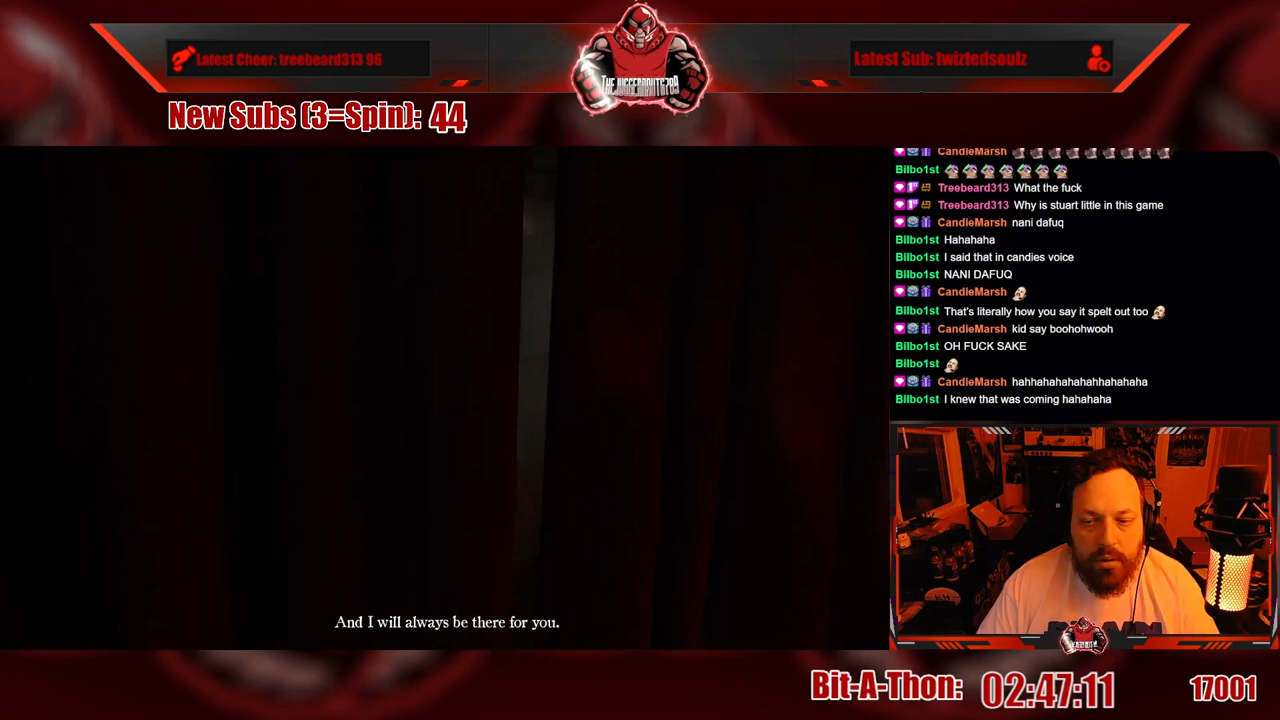 Latest Cheer: treebeard313 96
Latest Sub: twiztedsoulz
THEJUGGERNAUT6789
New Subs (3=Spin): 44
CandieMarsh
Bilbo1st
Treebeard313 What the fuck
Treebeard313 Why is stuart little in this game
CandieMarsh nani dafuq
Bilbo1st Hahahaha
Bilbo1st I said that in candies voice
Bilbo1st NANI DAFUQ
CandieMarsh
Bilbo1st That's literally how you say it spelt out too
CandieMarsh kid say boohohwooh
Bilbo1st OH FUCK SAKE
Bilbo1st
CandieMarsh hahhahahahahahhahahaha
Bilbo1st I knew that was coming hahahaha
And I will always be there for you.
Bit-A-Thon: 02:47:11 17001